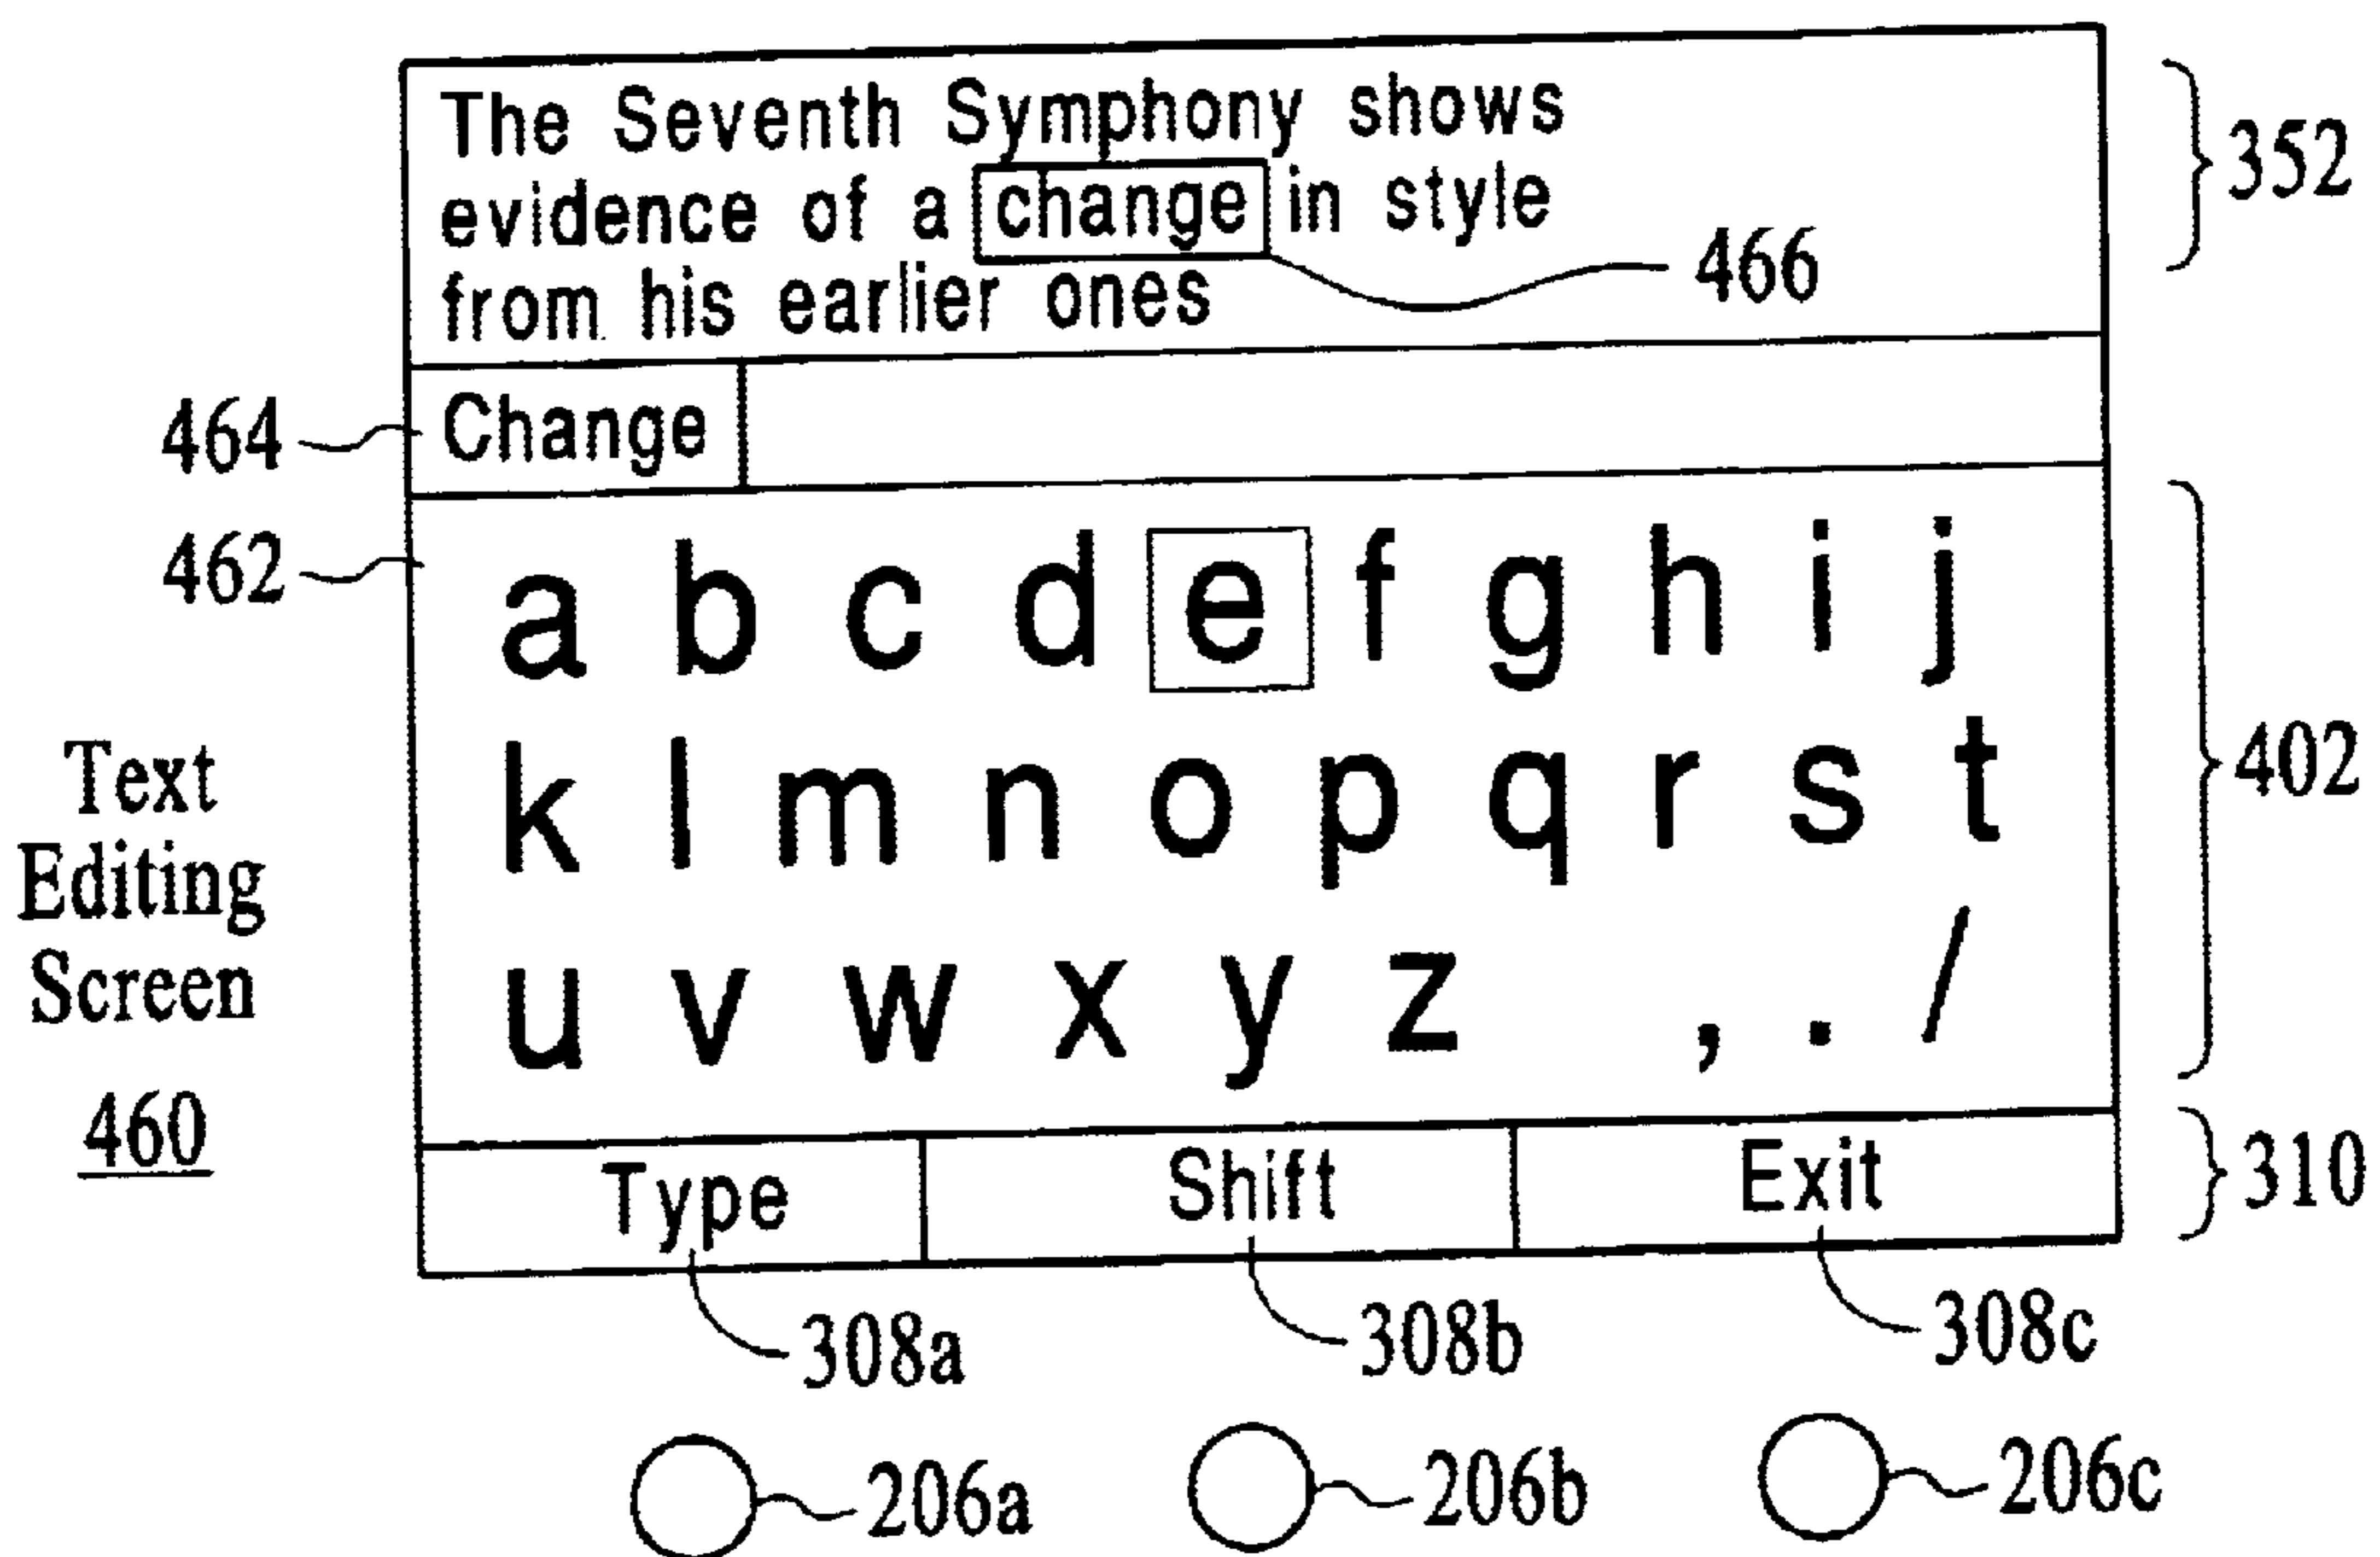 The Seventh Symphony shows
evidence of a change in style
from his earlier ones
352
466
464
Change
462
a b c d e f g h i j
k l m n o p q r s t
u v w x y z , . /
402
Text
Editing
Screen
460
Type Shift Exit
310
308a 308b 308c
206a 206b 206c